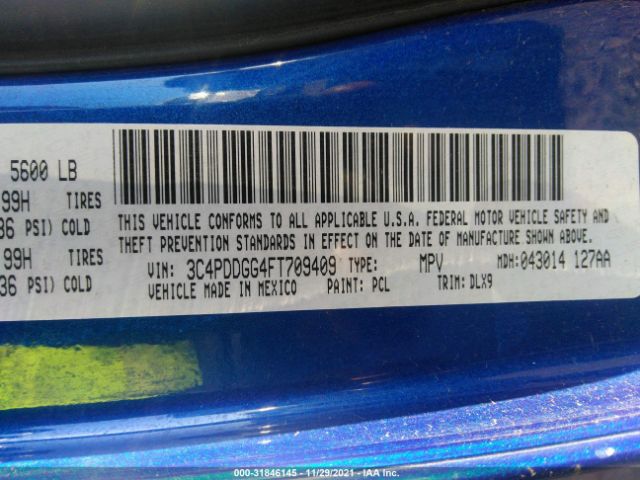 5600 LB
99H TIRES
36 PSI) COLD
99H TIRES
36 PSI) COLD
THIS VEHICLE CONFORMS TO ALL APPLICABLE U.S.A. FEDERAL MOTOR VEHICLE SAFETY AND
THEFT PREVENTION STANDARDS IN EFFECT ON THE DATE OF MANUFACTURE SHOWN ABOVE.
VIN: 3C4PDDGG4FT709409 TYPE: MPV MDH: 043014 127AA
VEHICLE MADE IN MEXICO PAINT: PCL TRIM: DLX9
000-31846145 - 11/29/2021 - IAA Inc.